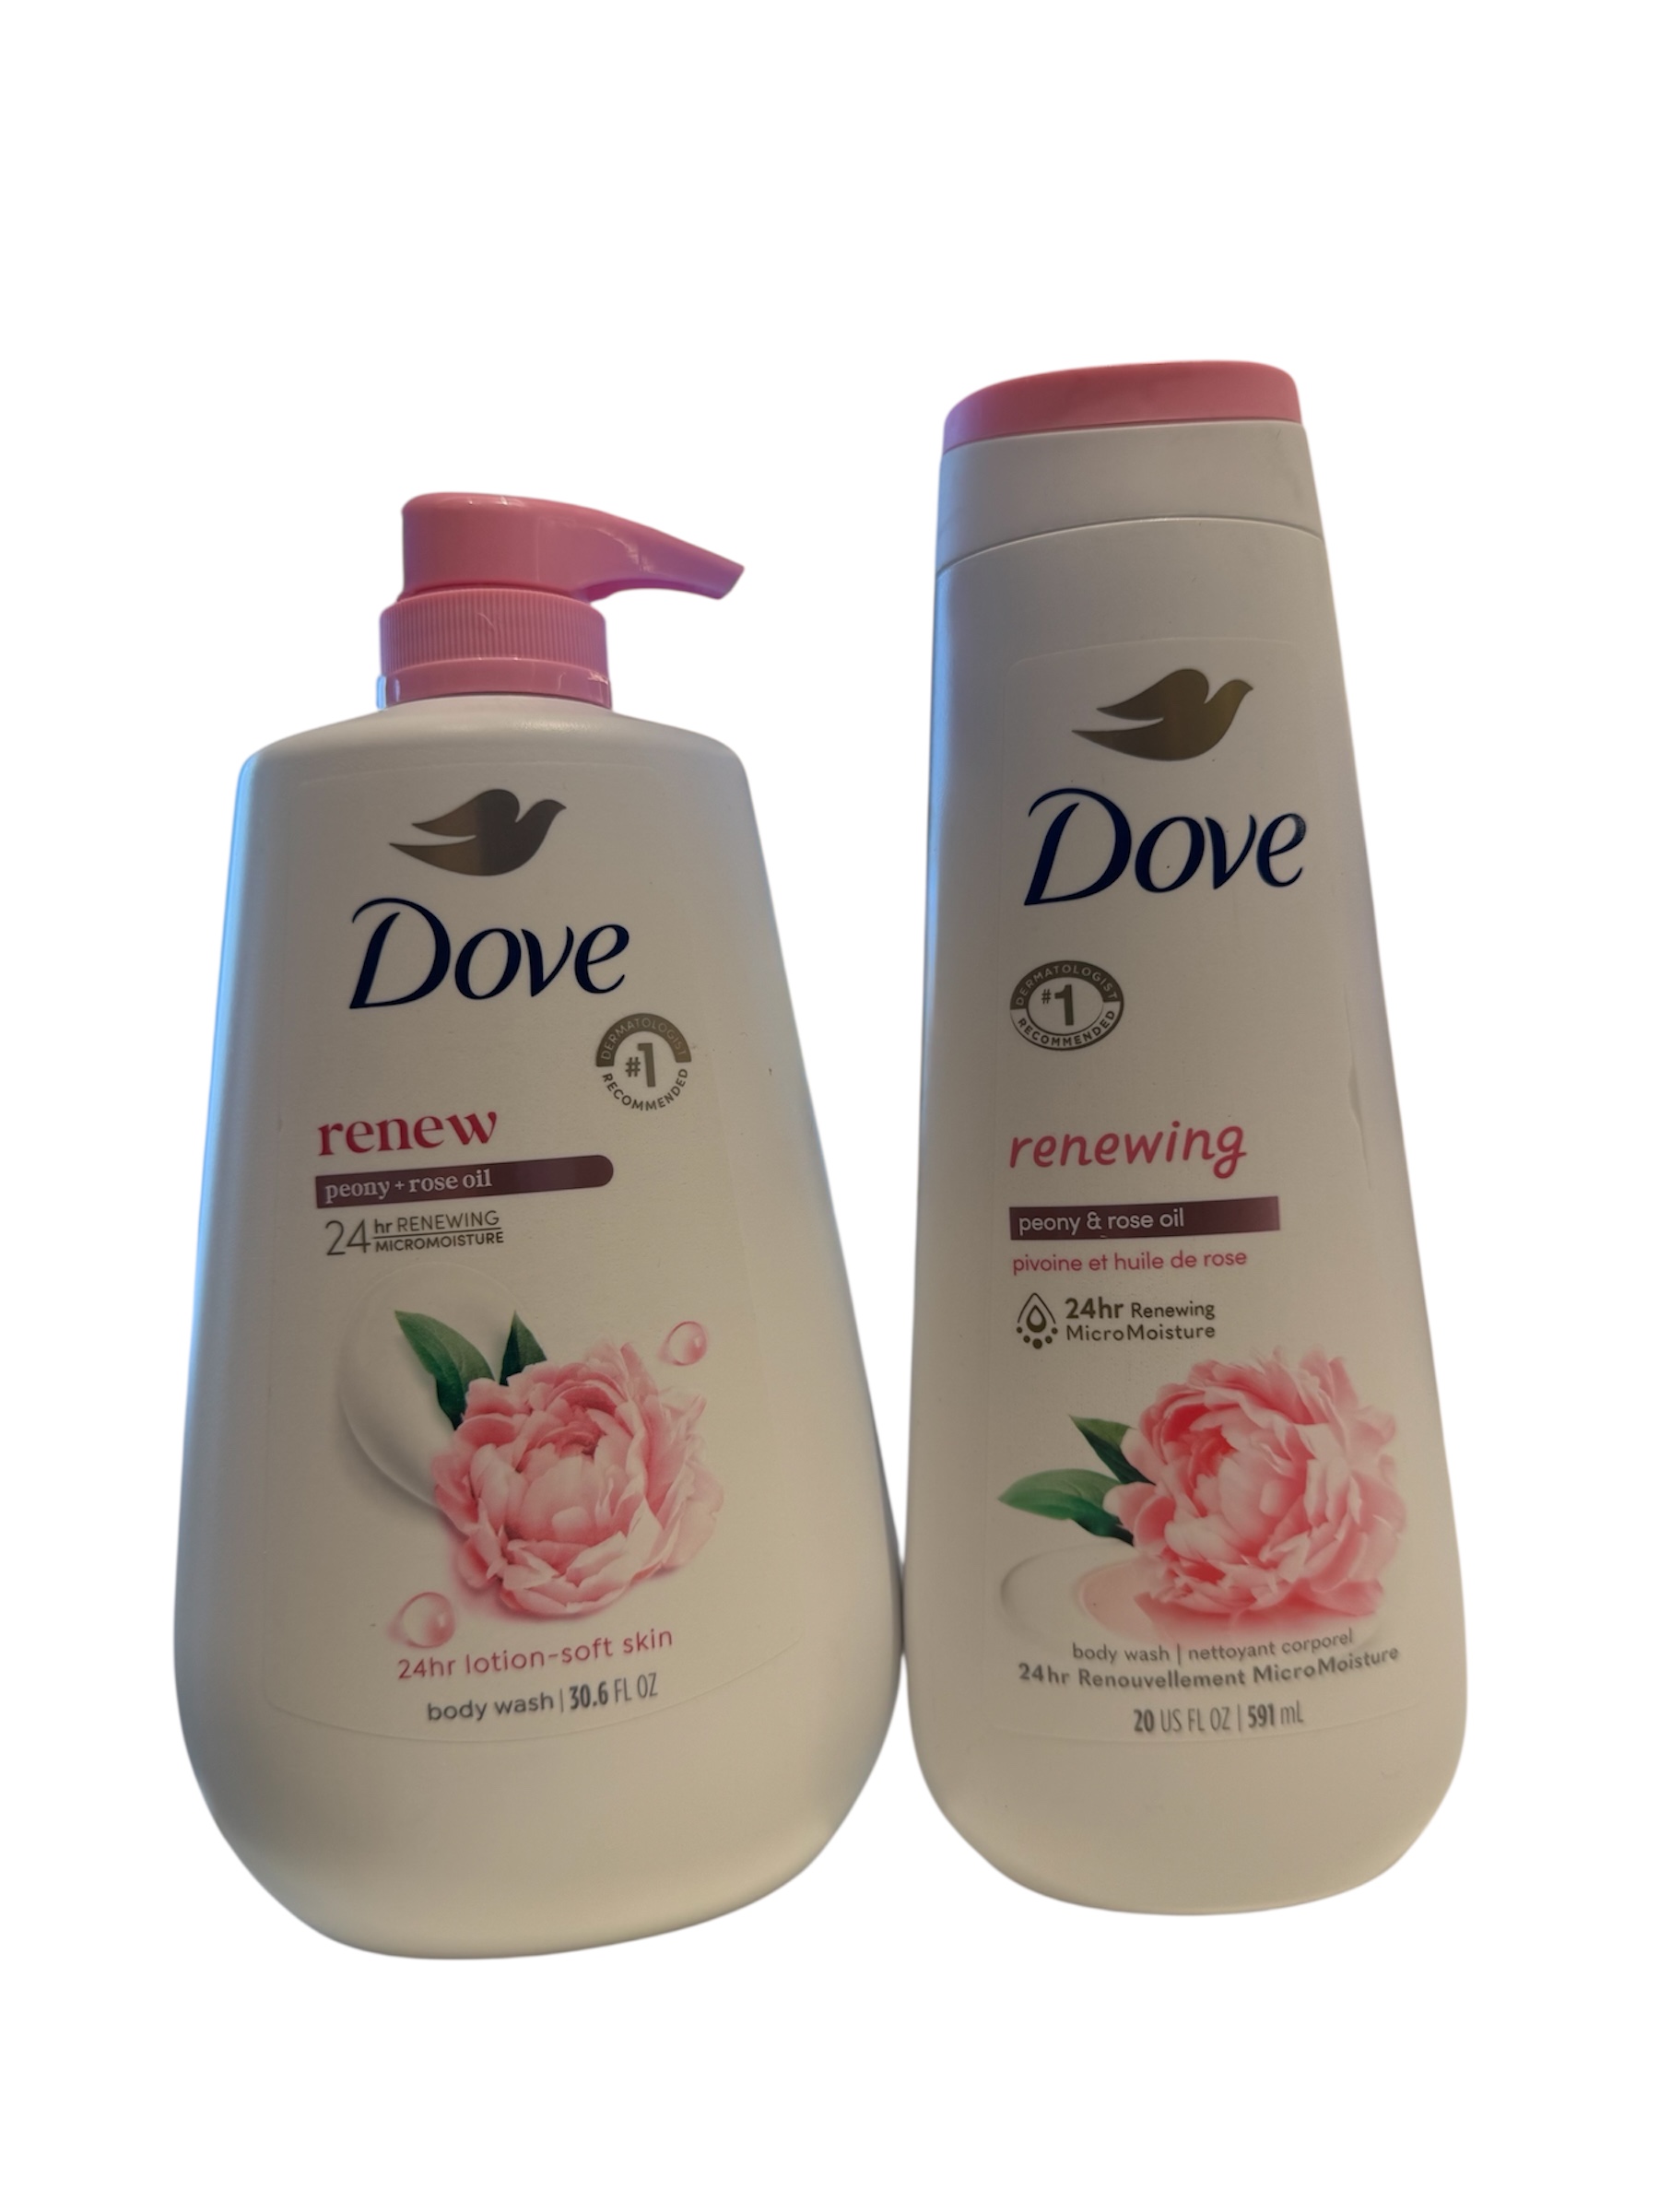 Dove
DERMATOLOGIST
#1
RECOMMENDED
renew
peony + rose oil
24 hr RENEWING
MICROMOISTURE
24hr lotion-soft skin
body wash | 30.6 FL OZ
Dove
DERMATOLOGIST
#1
RECOMMENDED
renewing
peony & rose oil
pivoine et huile de rose
24hr Renewing
MicroMoisture
body wash | nettoyant corporel
24hr Renouvellement MicroMoisture
20 US FL OZ | 591 mL